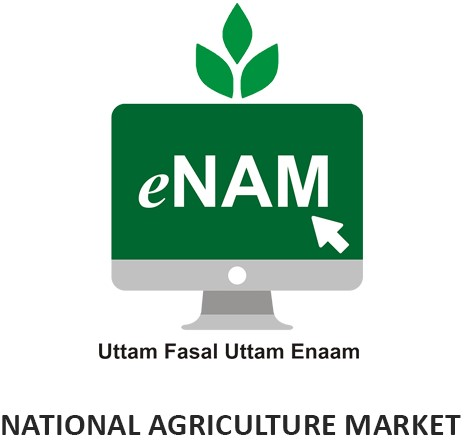 eNAM
Uttam Fasal Uttam Enaam
NATIONAL AGRICULTURE MARKET